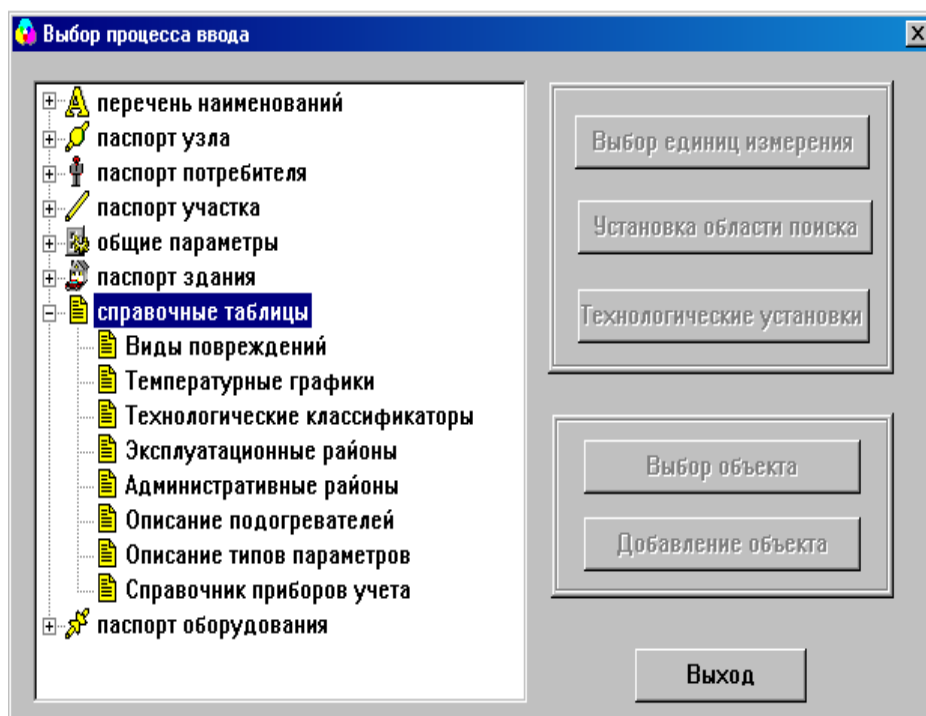 Выбор процесса ввода
перечень наименований
паспорт узла
паспорт потребителя
паспорт участка
общие параметры
паспорт здания
справочные таблицы
Виды повреждений
Температурные графики
Технологические классификаторы
Эксплуатационные районы
Административные районы
Описание подогревателей
Описание типов параметров
Справочник приборов учета
паспорт оборудования
Выбор единиц измерения
Установка области поиска
Технологические установки
Выбор объекта
Добавление объекта
Выход